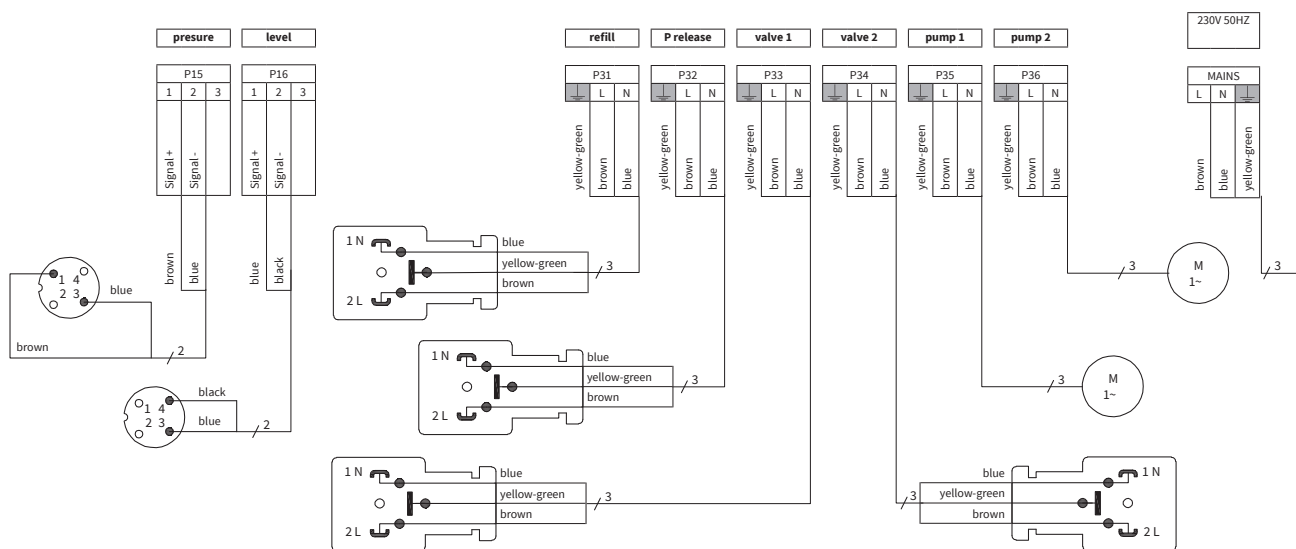 230V 50HZ
presure level refill P release valve 1 valve 2 pump 1 pump 2
P15 P16 P31 P32 P33 P34 P35 P36 MAINS
1 2 3 1 2 3 L N L N L N L N L N L N L N
Signal + Signal - Signal + Signal - yellow-green brown blue yellow-green brown blue yellow-green brown blue yellow-green brown blue yellow-green brown blue yellow-green brown blue brown blue yellow-green
brown blue blue black
1 N blue
yellow-green 3
brown
2 L
1 4
2 3 blue
brown 2
3 M
1~
3
1 N blue
yellow-green 3
brown
2 L
3 M
1~
black
1 4
2 3 blue 2
1 N blue
yellow-green 3
brown
2 L
blue 1 N
3 yellow-green
brown
2 L